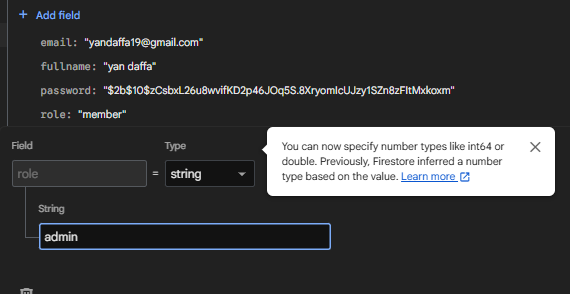 + Add field
email: "yandaffa19@gmail.com"
fullname: "yan daffa"
password: "$2b$10$zCsbxL26u8wvifKD2p46JOq5S.8XryomIcUJzy1SZn8zFItMxkoxm"
role: "member"
Field
Type
role
=
string
You can now specify number types like int64 or
double. Previously, Firestore inferred a number
type based on the value. Learn more
String
admin